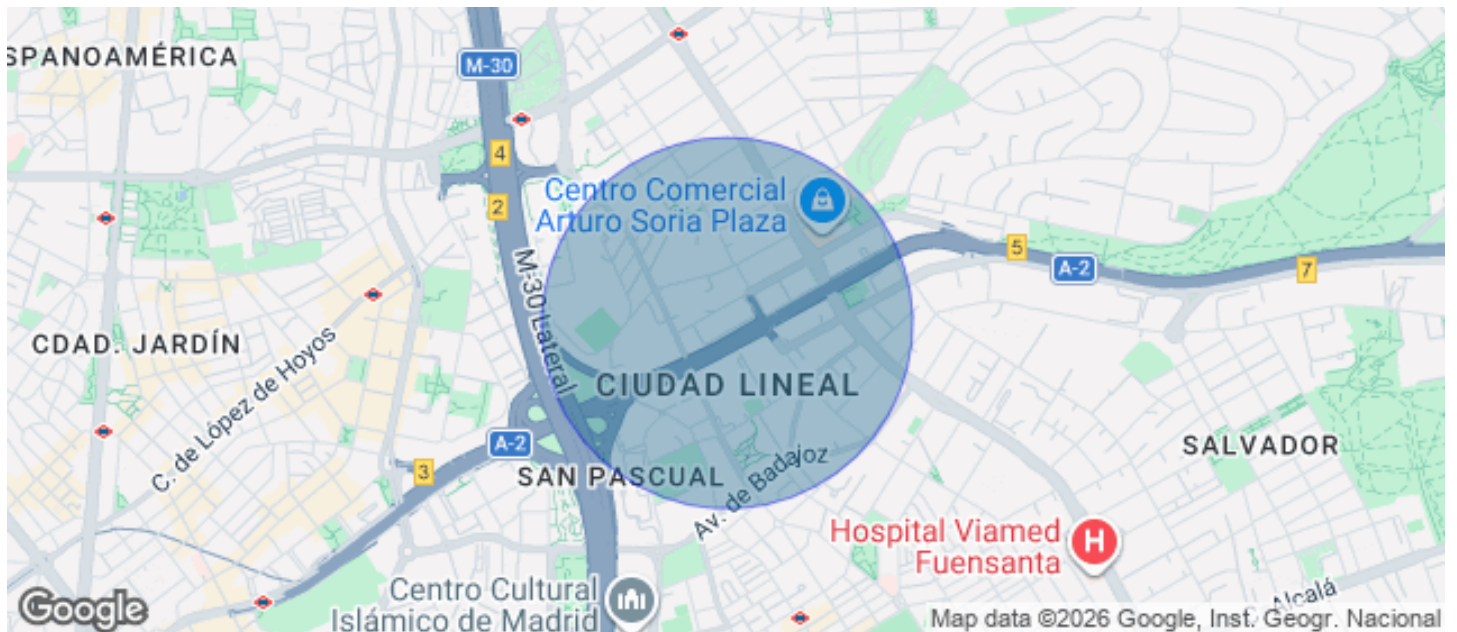 SPANOAMÉRICA
M-30
4
2
Centro Comercial
Arturo Soria Plaza
5
A-2
7
M-30 Lateral
CDAD. JARDÍN
C. de López de Hoyos
CIUDAD LINEAL
A-2
3
SAN PASCUAL
Av. de Badajoz
SALVADOR
Hospital Viamed
Fuensanta
H
Centro Cultural
Islámico de Madrid
Alcalá
Google
Map data ©2026 Google, Inst. Geogr. Nacional